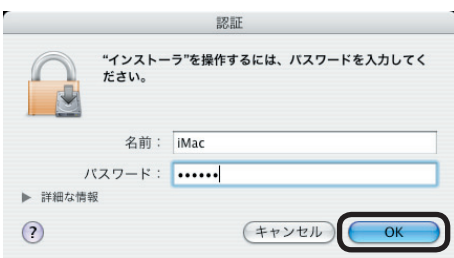 認証
“インストーラ”を操作するには、パスワードを入力してく
ださい。
名前： iMac
パスワード： ••••••
▶ 詳細な情報
? キャンセル OK